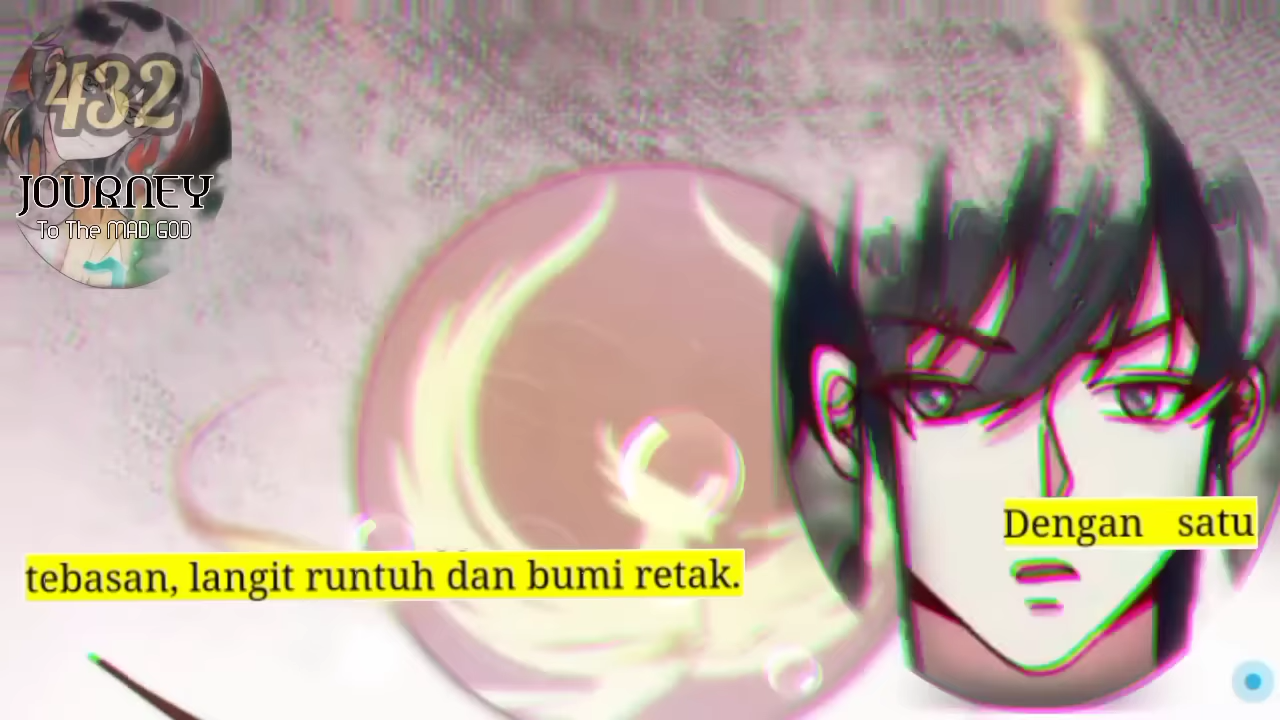 432
JOURNEY
To The MAD GOD
Dengan satu
tebasan, langit runtuh dan bumi retak.